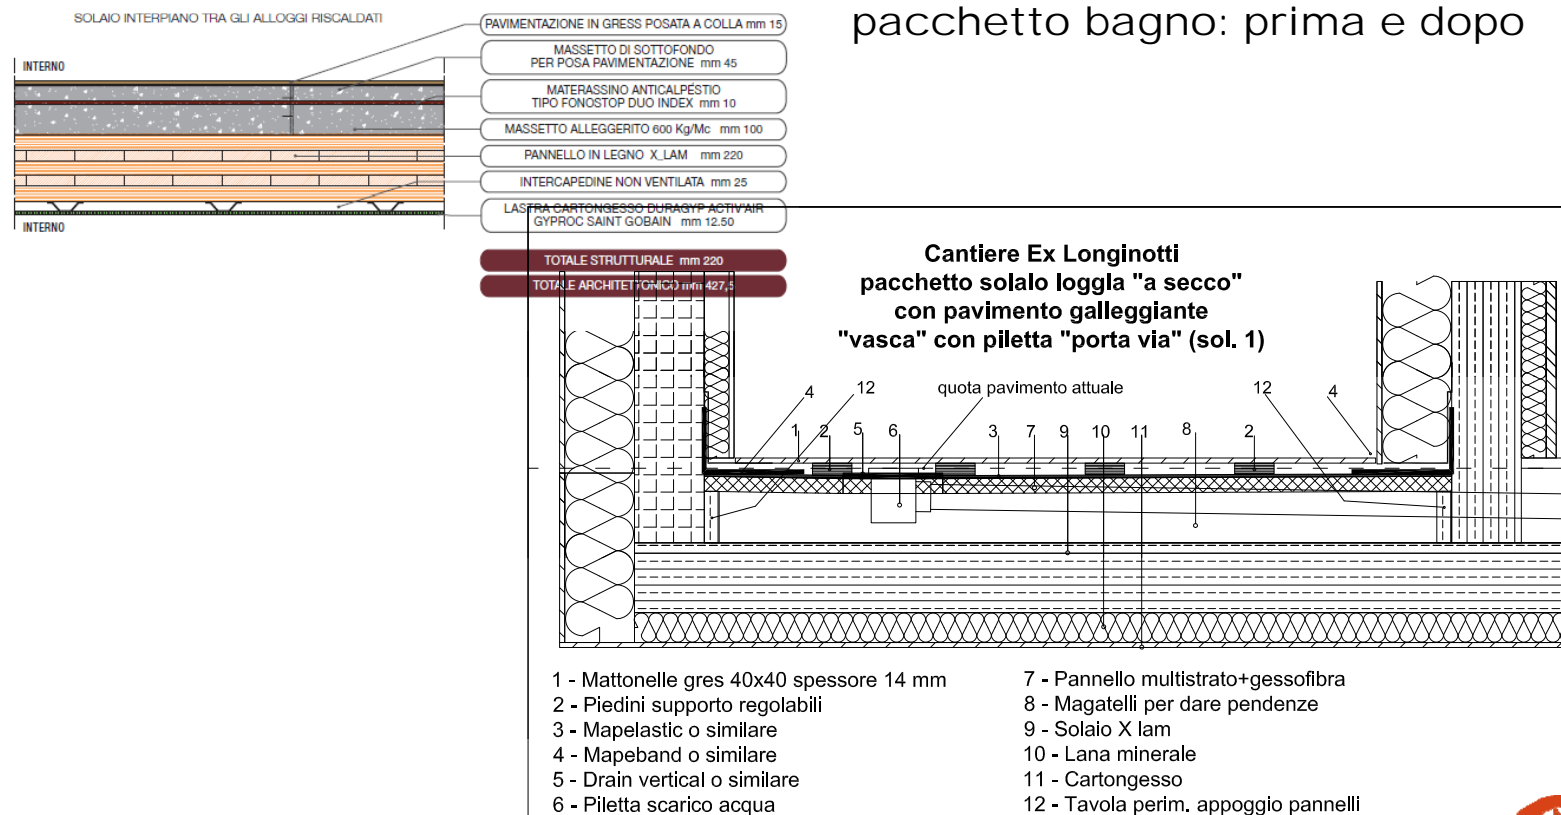 SOLAIO INTERPIANO TRA GLI ALLOGGI RISCALDATI
pacchetto bagno: prima e dopo
INTERNO
PAVIMENTAZIONE IN GRESS POSATA A COLLA mm 15
MASSETTO DI SOTTOFONDO
PER POSA PAVIMENTAZIONE mm 45
MATERASSINO ANTICALPESTIO
TIPO FONOSTOP DUO INDEX mm 10
MASSETTO ALLEGGERITO 600 Kg/Mc mm 100
PANNELLO IN LEGNO X_LAM mm 220
INTERCAPEDINE NON VENTILATA mm 25
LASTRA CARTONGESSO DURAGYP ACTIV'AIR
GYPROC SAINT GOBAIN mm 12.50
INTERNO
TOTALE STRUTTURALE mm 220
TOTALE ARCHITETTONICO mm 427,5
Cantiere Ex Longinotti
pacchetto solaio loggia "a secco"
con pavimento galleggiante
"vasca" con piletta "porta via" (sol. 1)
4 12 quota pavimento attuale 12 4
1 2 5 6 3 7 9 10 11 8 2
1 - Mattonelle gres 40x40 spessore 14 mm
2 - Piedini supporto regolabili
3 - Mapelastic o similare
4 - Mapeband o similare
5 - Drain vertical o similare
6 - Piletta scarico acqua
7 - Pannello multistrato+gessofibra
8 - Magatelli per dare pendenze
9 - Solaio X lam
10 - Lana minerale
11 - Cartongesso
12 - Tavola perim. appoggio pannelli